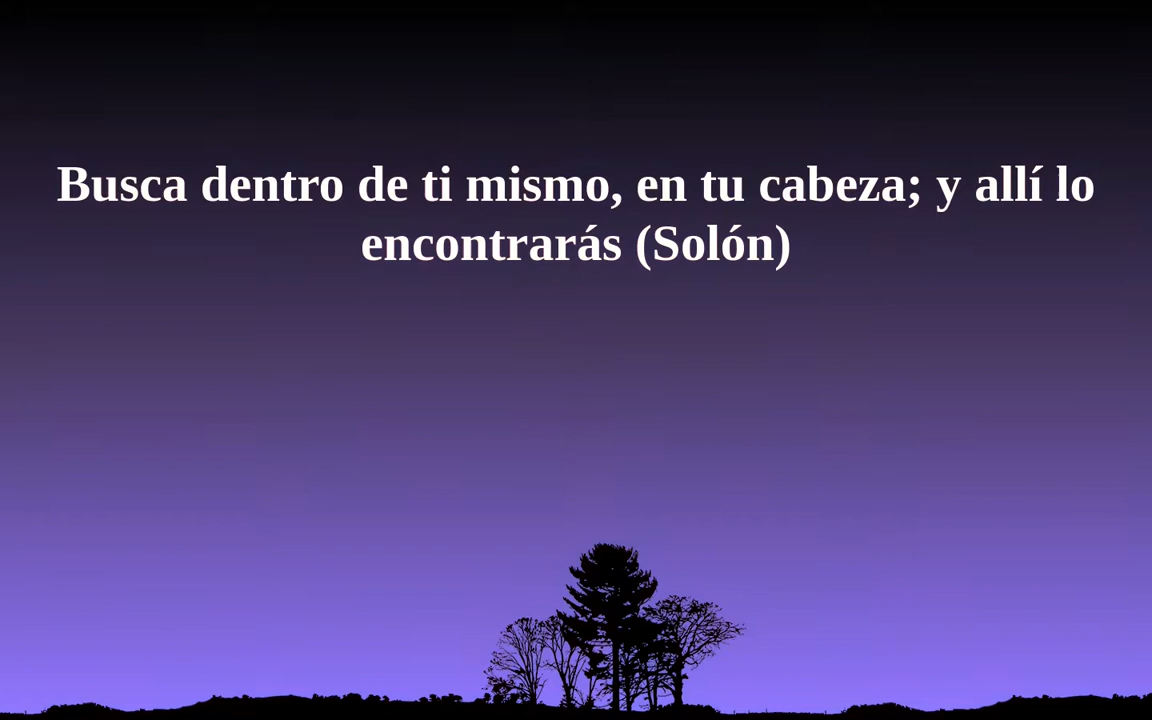 Busca dentro de ti mismo, en tu cabeza; y allí lo
encontrarás (Solón)